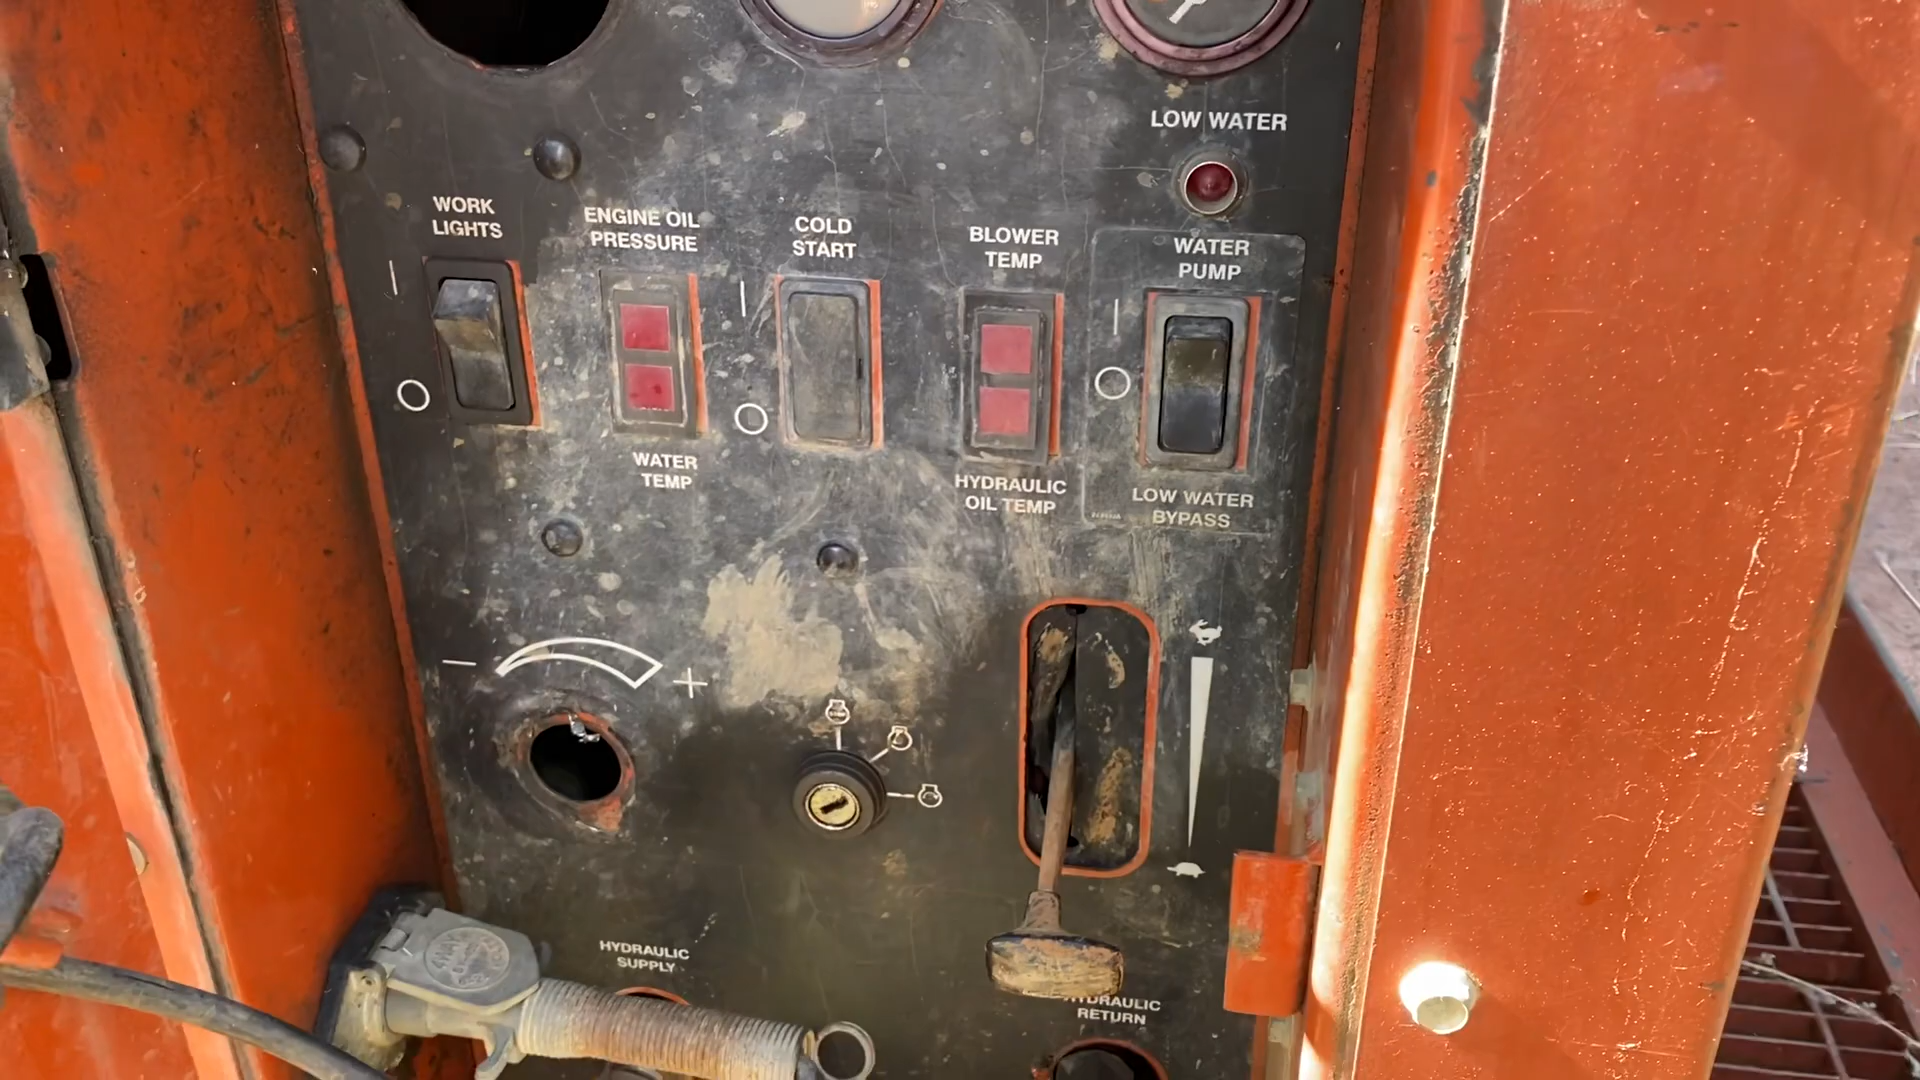 LOW WATER
WORK
LIGHTS
ENGINE OIL
PRESSURE
COLD
START
BLOWER
TEMP
WATER
PUMP
WATER
TEMP
HYDRAULIC
OIL TEMP
LOW WATER
BYPASS
HYDRAULIC
SUPPLY
HYDRAULIC
RETURN